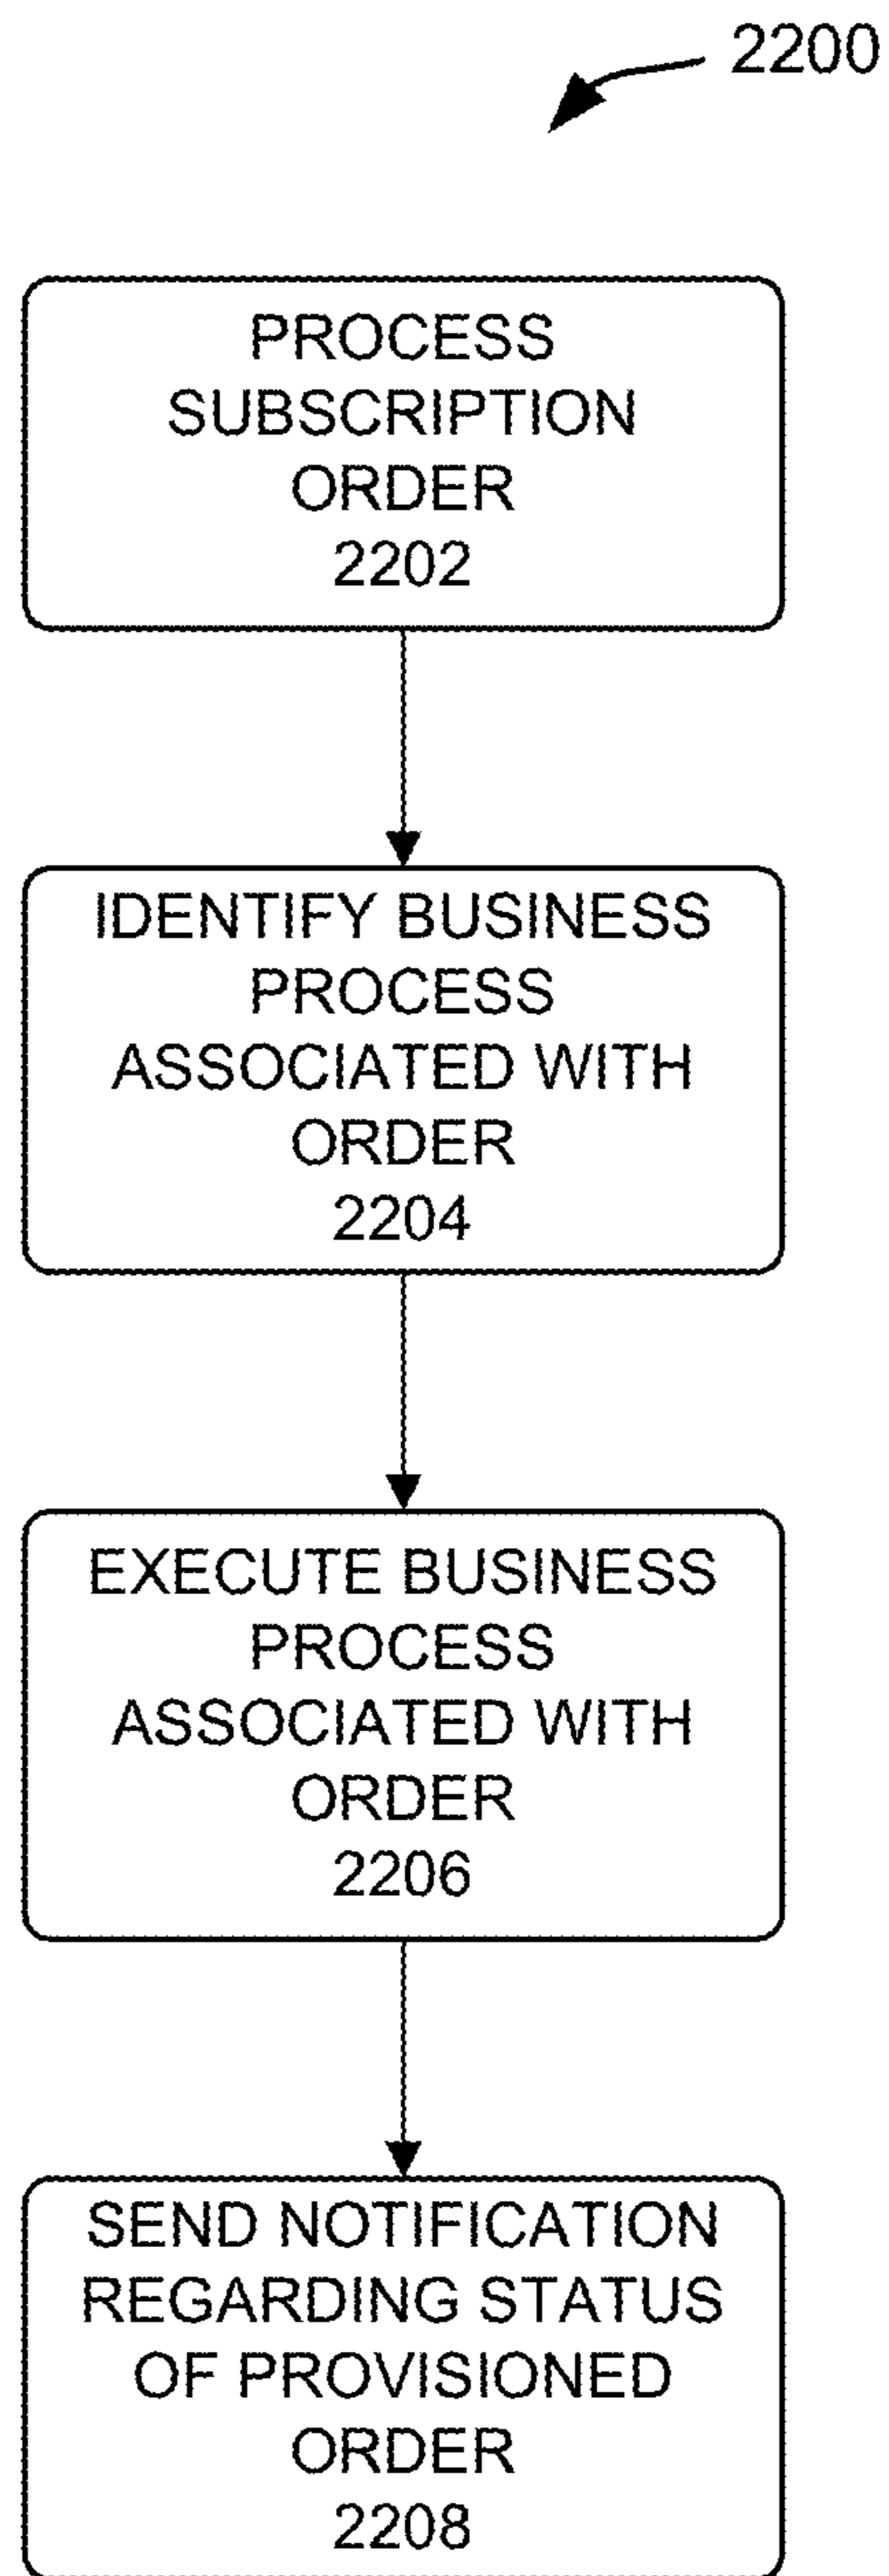 2200
PROCESS
SUBSCRIPTION
ORDER
2202
IDENTIFY BUSINESS
PROCESS
ASSOCIATED WITH
ORDER
2204
EXECUTE BUSINESS
PROCESS
ASSOCIATED WITH
ORDER
2206
SEND NOTIFICATION
REGARDING STATUS
OF PROVISIONED
ORDER
2208